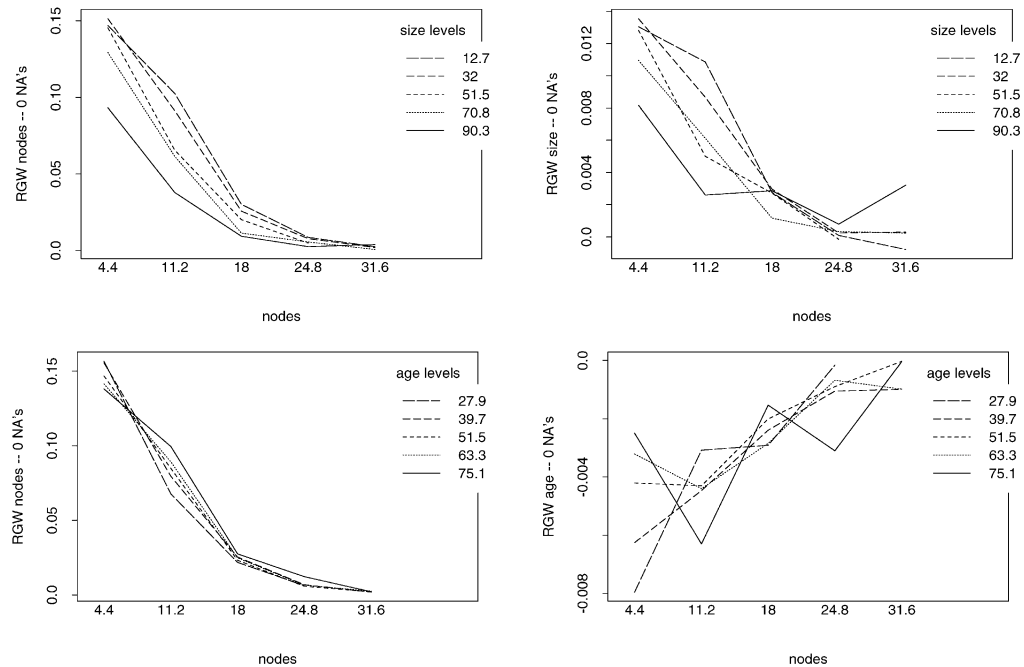 RGW nodes -- 0 NA's
0.15
0.10
0.05
0.0
size levels
12.7
32
51.5
70.8
90.3
4.4 11.2 18 24.8 31.6
nodes
RGW size -- 0 NA's
0.012
0.008
0.004
0.0
size levels
12.7
32
51.5
70.8
90.3
4.4 11.2 18 24.8 31.6
nodes
RGW nodes -- 0 NA's
0.15
0.10
0.05
0.0
age levels
27.9
39.7
51.5
63.3
75.1
4.4 11.2 18 24.8 31.6
nodes
RGW age -- 0 NA's
0.0
-0.004
-0.008
age levels
27.9
39.7
51.5
63.3
75.1
4.4 11.2 18 24.8 31.6
nodes